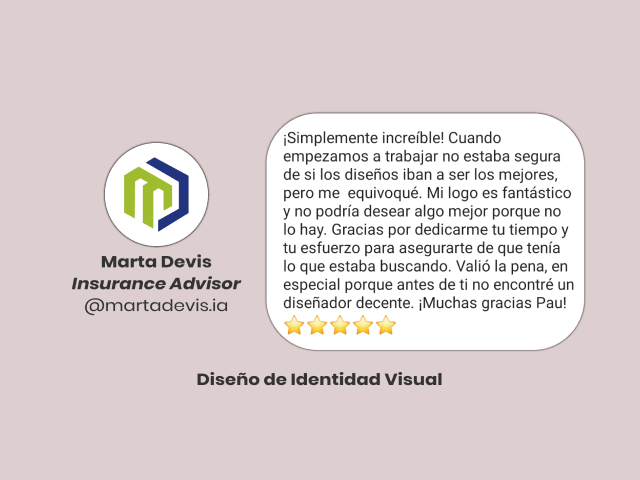 ¡Simplemente increíble! Cuando
empezamos a trabajar no estaba segura
de si los diseños iban a ser los mejores,
pero me  equivoqué. Mi logo es fantástico
y no podría desear algo mejor porque no
lo hay. Gracias por dedicarme tu tiempo y
tu esfuerzo para asegurarte de que tenía
lo que estaba buscando. Valió la pena, en
especial porque antes de ti no encontré un
diseñador decente. ¡Muchas gracias Pau!
Marta Devis
Insurance Advisor
@martadevis.ia
Diseño de Identidad Visual